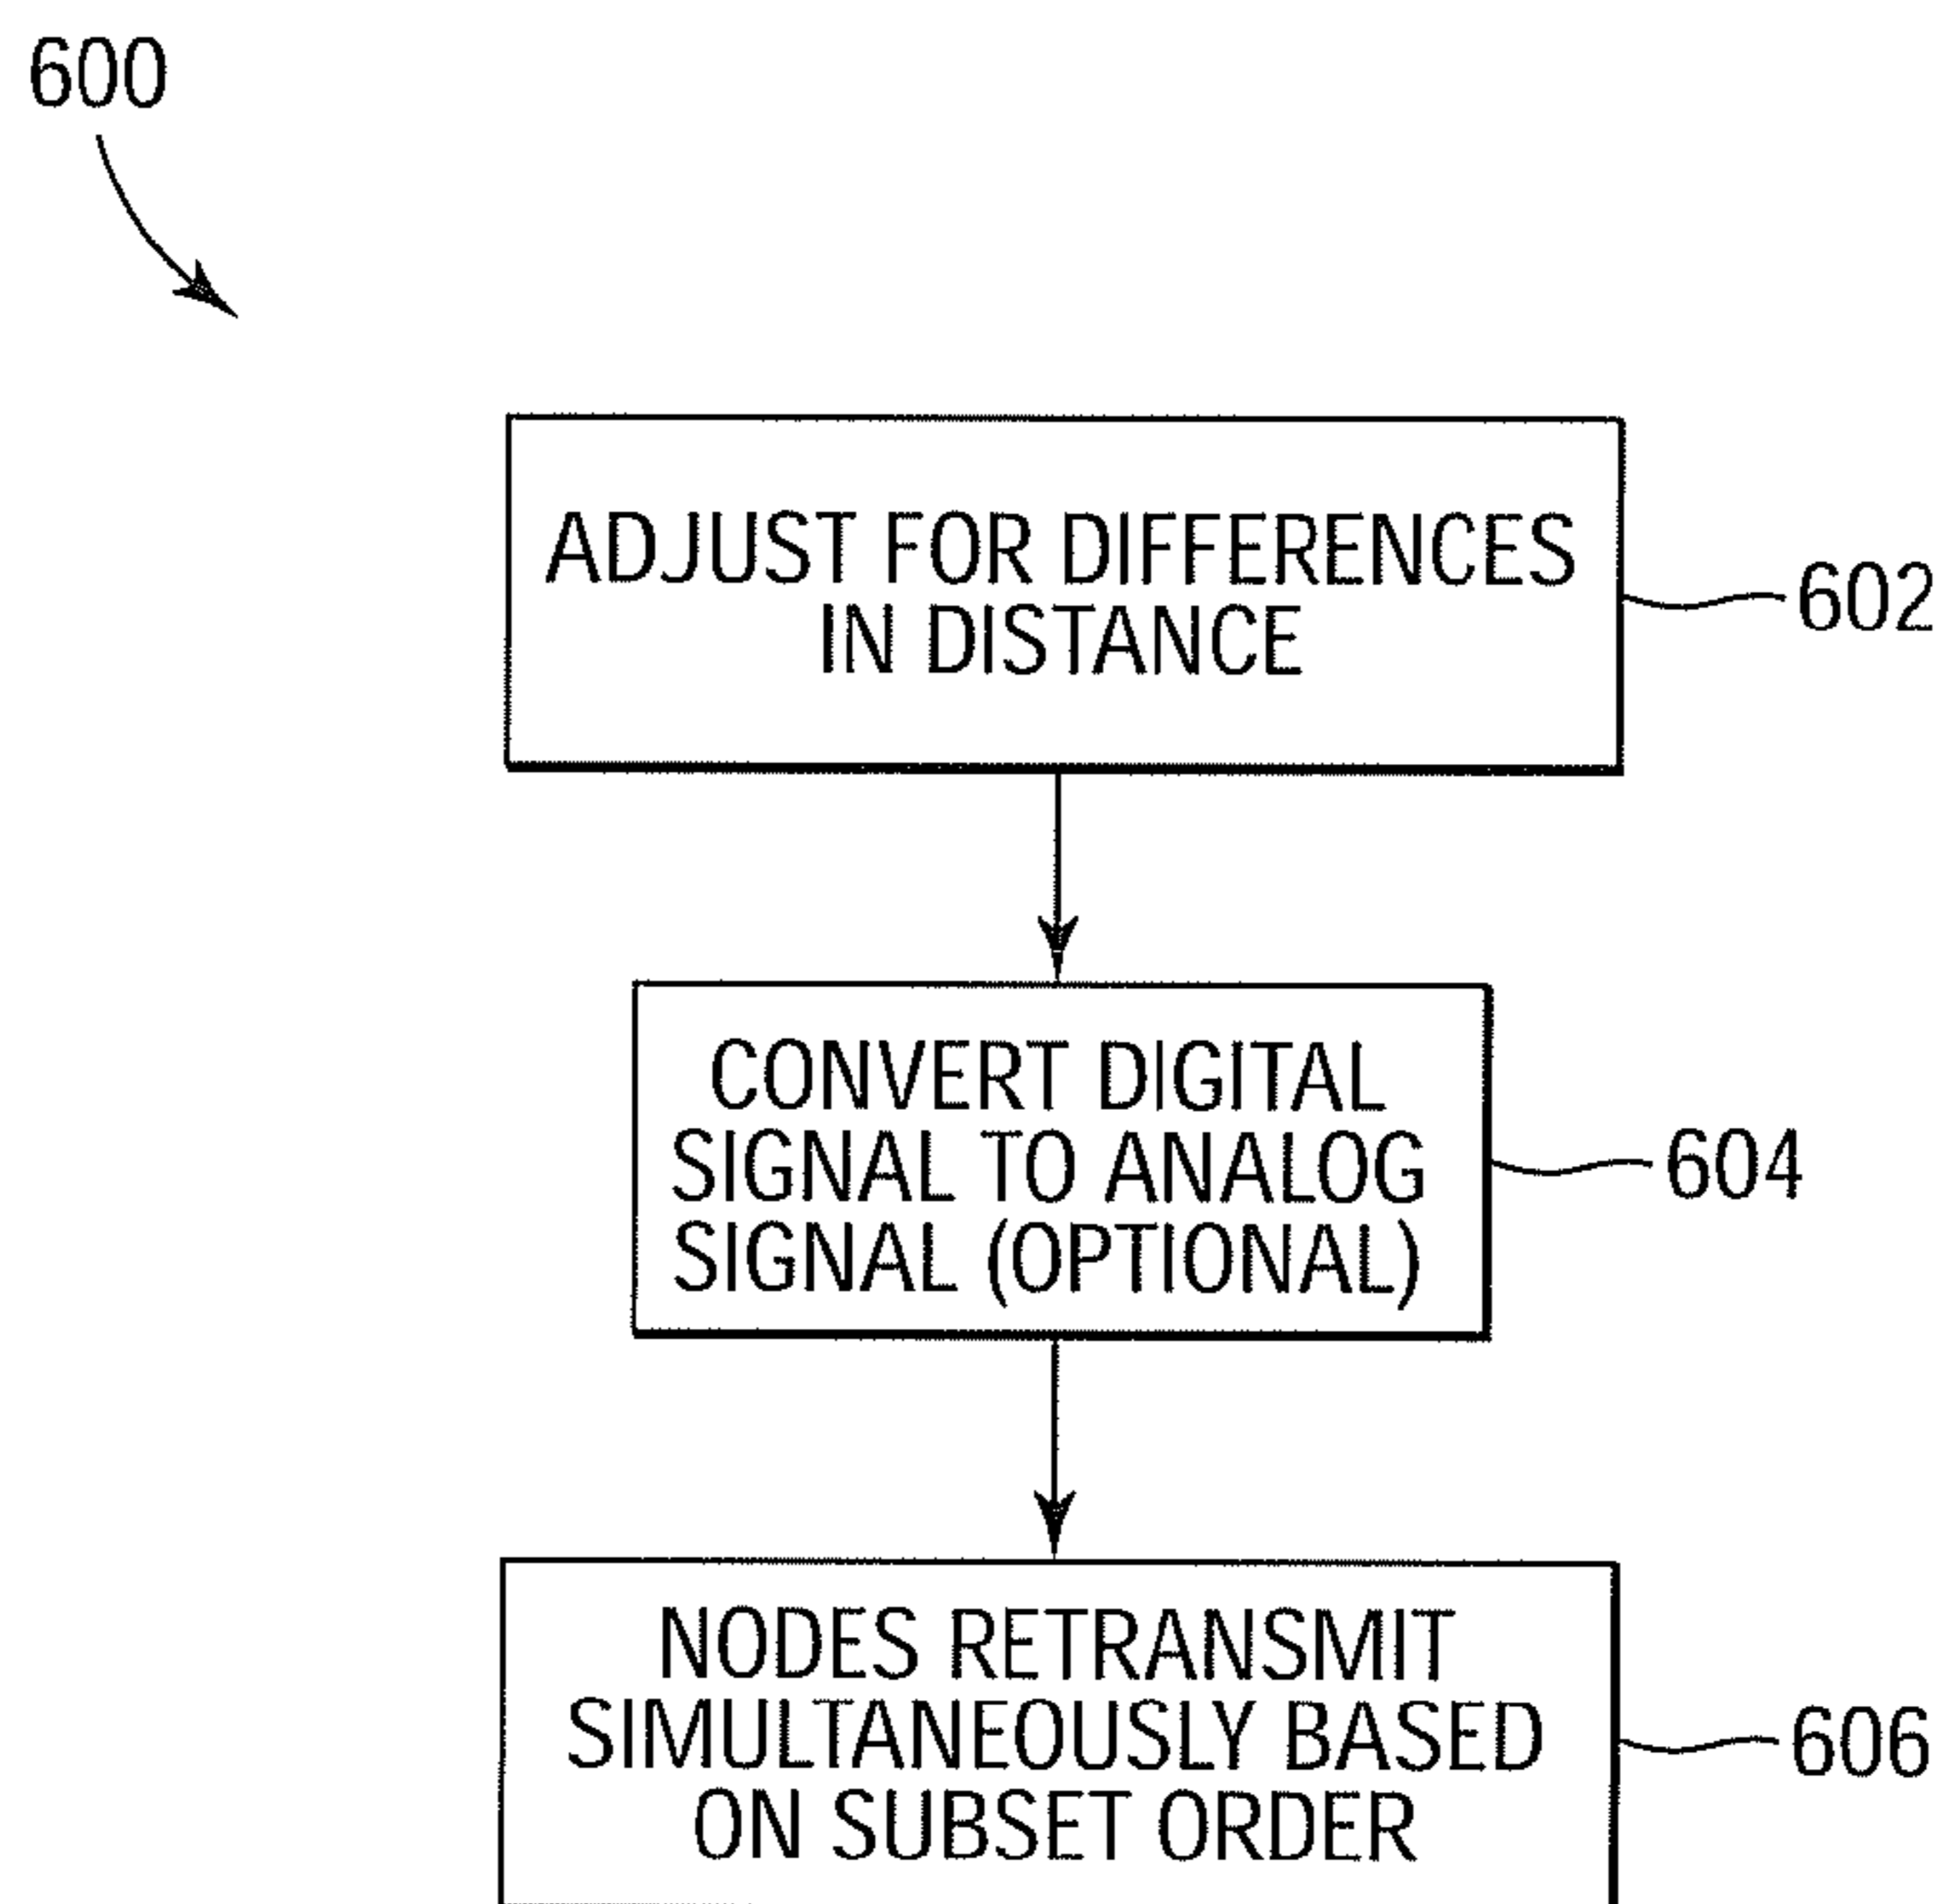 600
ADJUST FOR DIFFERENCES
IN DISTANCE
602
CONVERT DIGITAL
SIGNAL TO ANALOG
SIGNAL (OPTIONAL)
604
NODES RETRANSMIT
SIMULTANEOUSLY BASED
ON SUBSET ORDER
606